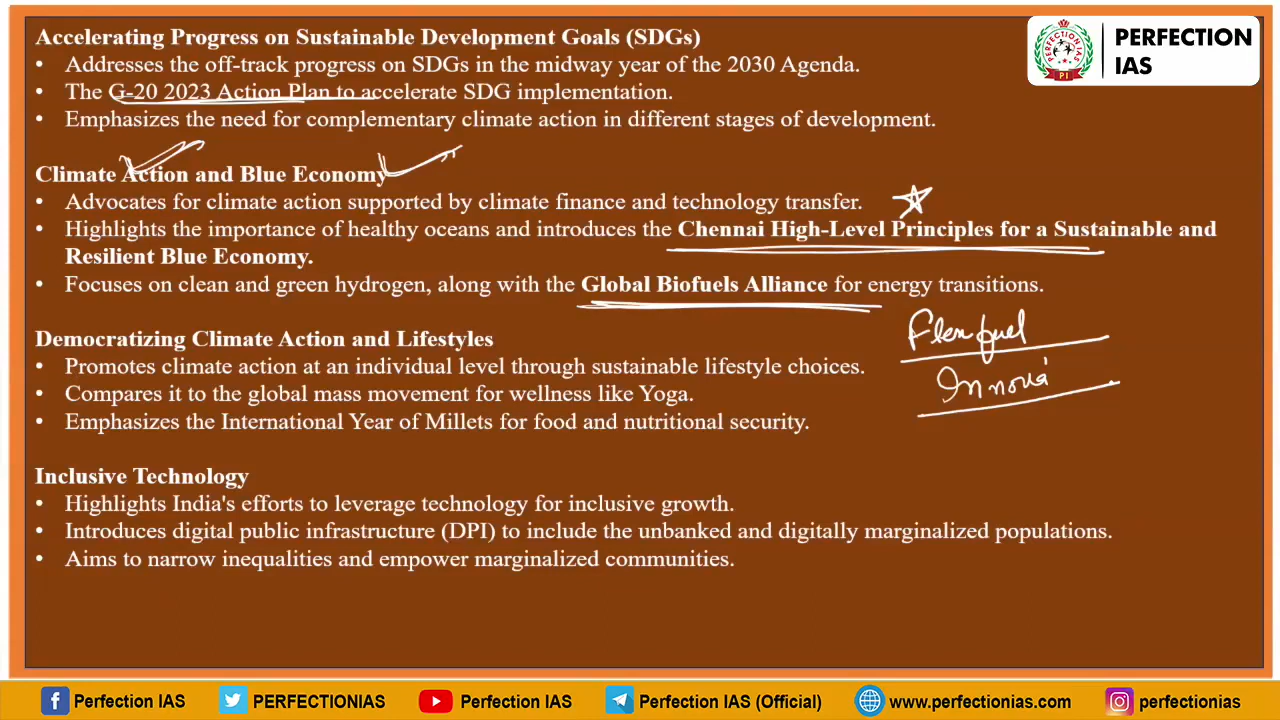 Accelerating Progress on Sustainable Development Goals (SDGs)
• Addresses the off-track progress on SDGs in the midway year of the 2030 Agenda.
• The G-20 2023 Action Plan to accelerate SDG implementation.
• Emphasizes the need for complementary climate action in different stages of development.
Climate Action and Blue Economy
• Advocates for climate action supported by climate finance and technology transfer.
• Highlights the importance of healthy oceans and introduces the Chennai High-Level Principles for a Sustainable and
Resilient Blue Economy.
• Focuses on clean and green hydrogen, along with the Global Biofuels Alliance for energy transitions.
Flex fuel
Innova
Democratizing Climate Action and Lifestyles
• Promotes climate action at an individual level through sustainable lifestyle choices.
• Compares it to the global mass movement for wellness like Yoga.
• Emphasizes the International Year of Millets for food and nutritional security.
Inclusive Technology
• Highlights India's efforts to leverage technology for inclusive growth.
• Introduces digital public infrastructure (DPI) to include the unbanked and digitally marginalized populations.
• Aims to narrow inequalities and empower marginalized communities.
PERFECTION IAS
PI
PERFECTION
IAS
Perfection IAS
PERFECTIONIAS
Perfection IAS
Perfection IAS (Official)
www.perfectionias.com
perfectionias